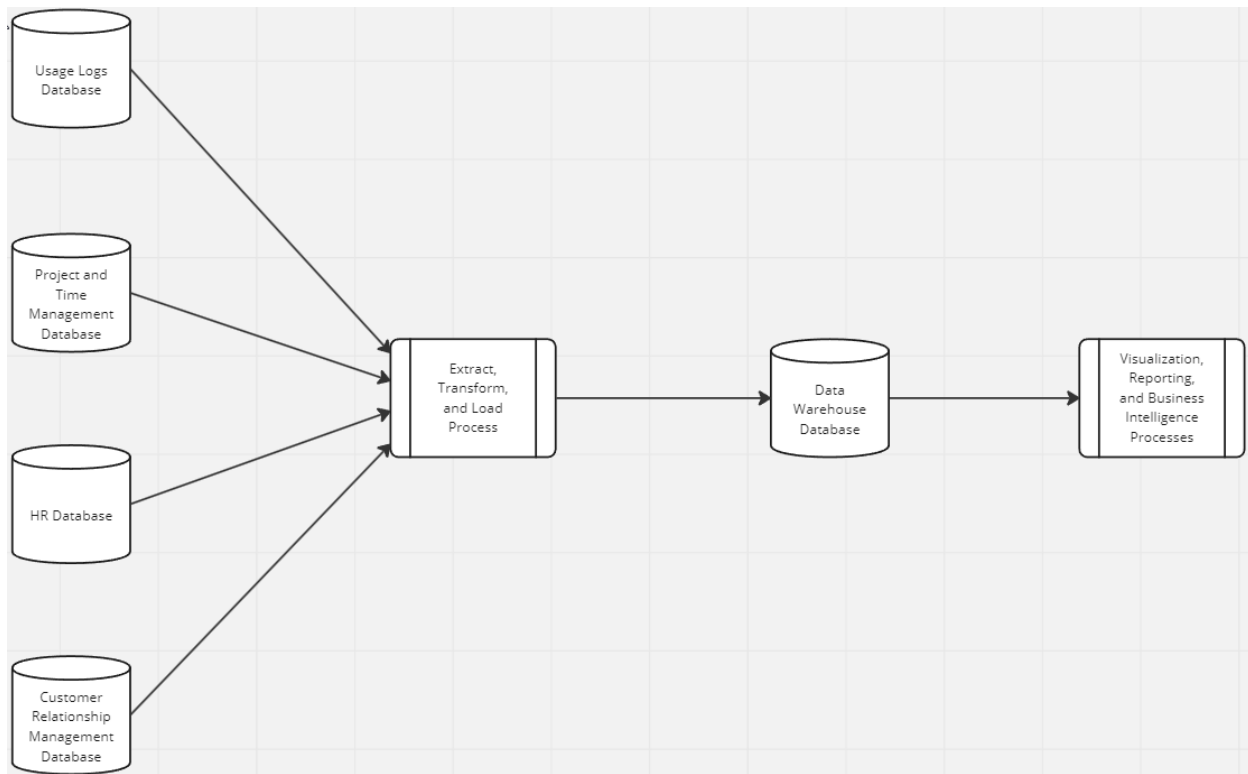 Usage Logs
Database
Project and
Time
Management
Database
HR Database
Customer
Relationship
Management
Database
Extract,
Transform,
and Load
Process
Data
Warehouse
Database
Visualization,
Reporting,
and Business
Intelligence
Processes